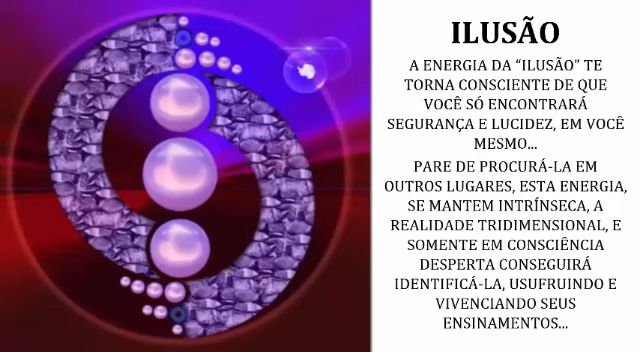 ILUSÃO
A ENERGIA DA “ILUSÃO” TE
TORNA CONSCIENTE DE QUE
VOCÊ SÓ ENCONTRARÁ
SEGURANÇA E LUCIDEZ, EM VOCÊ
MESMO...
PARE DE PROCURÁ-LA EM
OUTROS LUGARES, ESTA ENERGIA,
SE MANTEM INTRÍNSECA, A
REALIDADE TRIDIMENSIONAL, E
SOMENTE EM CONSCIÊNCIA
DESPERTA CONSEGUIRÁ
IDENTIFICÁ-LA, USUFRUINDO E
VIVENCIANDO SEUS
ENSINAMENTOS...